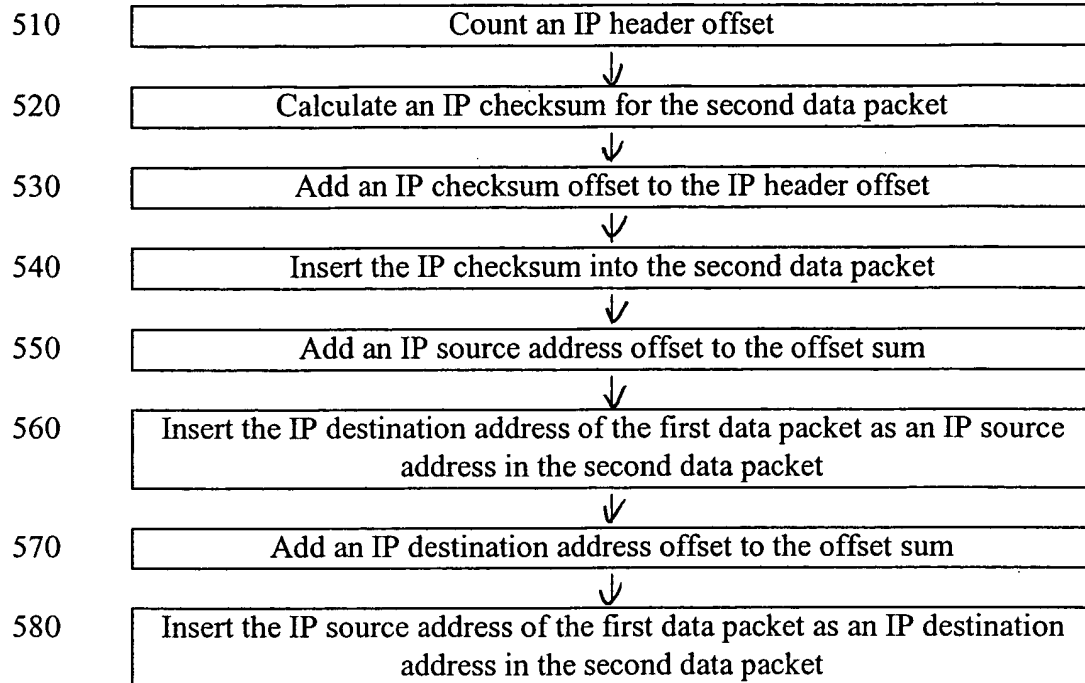 510 Count an IP header offset
520 Calculate an IP checksum for the second data packet
530 Add an IP checksum offset to the IP header offset
540 Insert the IP checksum into the second data packet
550 Add an IP source address offset to the offset sum
560 Insert the IP destination address of the first data packet as an IP source
address in the second data packet
570 Add an IP destination address offset to the offset sum
580 Insert the IP source address of the first data packet as an IP destination
address in the second data packet